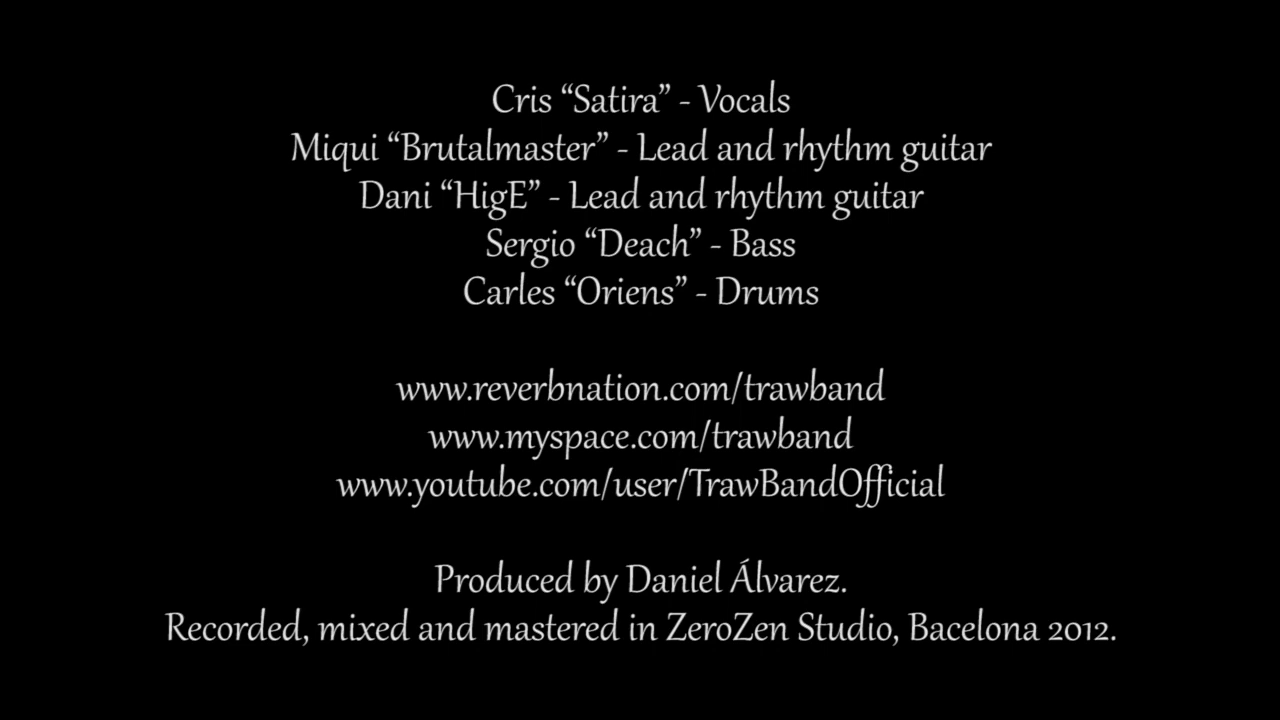 Cris “Satira” - Vocals
Miqui “Brutalmaster” - Lead and rhythm guitar
Dani “HigE” - Lead and rhythm guitar
Sergio “Deach” - Bass
Carles “Oriens” - Drums
www.reverbnation.com/trawband
www.myspace.com/trawband
www.youtube.com/user/TrawBandOfficial
Produced by Daniel Álvarez.
Recorded, mixed and mastered in ZeroZen Studio, Bacelona 2012.